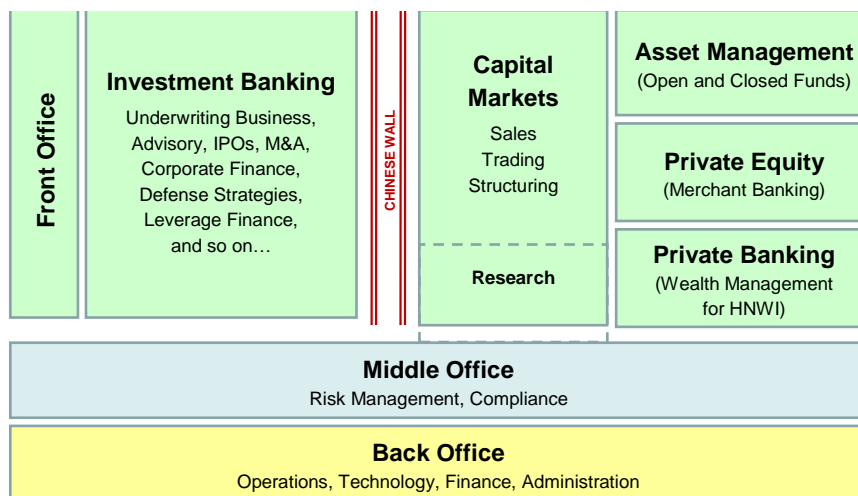 Front Office
Investment Banking
Underwriting Business,
Advisory, IPOs, M&A,
Corporate Finance,
Defense Strategies,
Leverage Finance,
and so on…
CHINESE WALL
Capital
Markets
Sales
Trading
Structuring
Research
Asset Management
(Open and Closed Funds)
Private Equity
(Merchant Banking)
Private Banking
(Wealth Management
for HNWI)
Middle Office
Risk Management, Compliance
Back Office
Operations, Technology, Finance, Administration